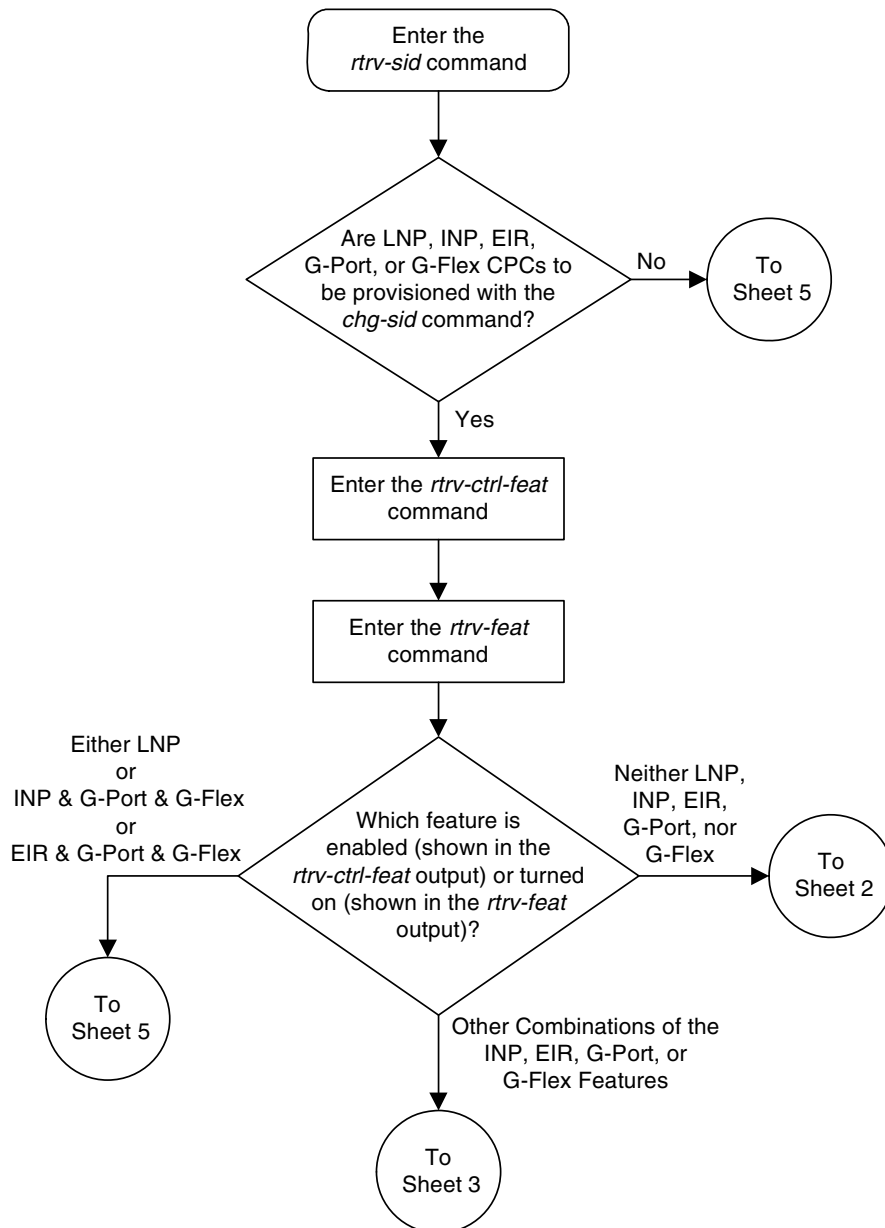 Enter the
rtrv-sid command
Are LNP, INP, EIR,
G-Port, or G-Flex CPCs to
be provisioned with the
chg-sid command?
No
To
Sheet 5
Yes
Enter the rtrv-ctrl-feat
command
Enter the rtrv-feat
command
Either LNP
or
INP & G-Port & G-Flex
or
EIR & G-Port & G-Flex
Which feature is
enabled (shown in the
rtrv-ctrl-feat output) or turned
on (shown in the rtrv-feat
output)?
Neither LNP,
INP, EIR,
G-Port, nor
G-Flex
To
Sheet 2
To
Sheet 5
Other Combinations of the
INP, EIR, G-Port, or
G-Flex Features
To
Sheet 3